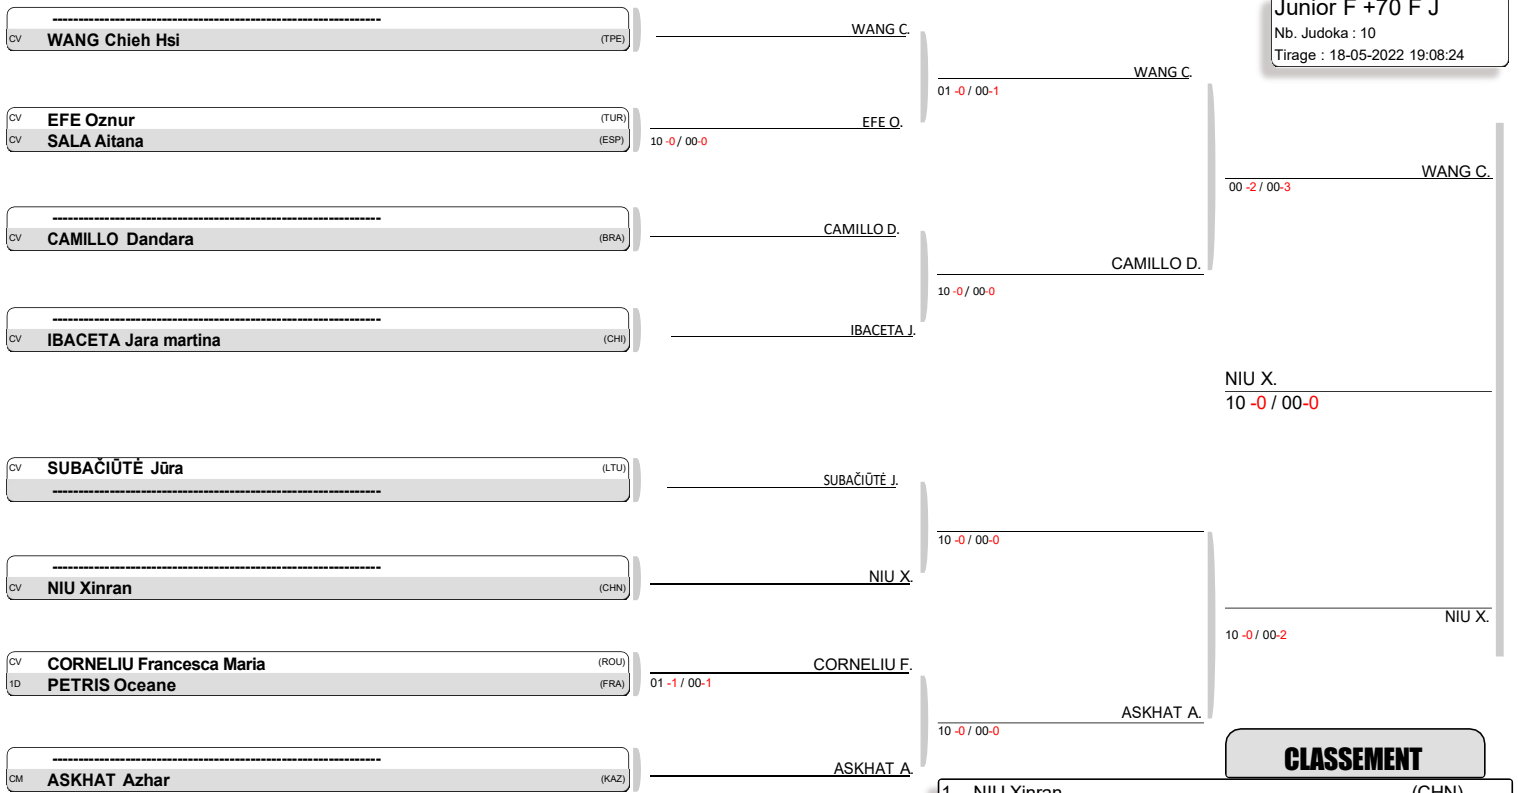 Junior F +70 F J
Nb. Judoka : 10
Tirage : 18-05-2022 19:08:24
----------------------------------------------------------------
CV WANG Chieh Hsi (TPE)
CV EFE Oznur (TUR)
CV SALA Aitana (ESP)
----------------------------------------------------------------
CV CAMILLO Dandara (BRA)
----------------------------------------------------------------
CV IBACETA Jara martina (CHI)
CV SUBAČIŪTĖ Jūra (LTU)
----------------------------------------------------------------
----------------------------------------------------------------
CV NIU Xinran (CHN)
CV CORNELIU Francesca Maria (ROU)
1D PETRIS Oceane (FRA)
----------------------------------------------------------------
CM ASKHAT Azhar (KAZ)
WANG C.
EFE O.
10 -0 / 00-0
CAMILLO D.
IBACETA J.
SUBAČIŪTĖ J.
NIU X.
CORNELIU F.
01 -1 / 00-1
ASKHAT A.
WANG C.
01 -0 / 00-1
CAMILLO D.
10 -0 / 00-0
10 -0 / 00-0
ASKHAT A.
10 -0 / 00-0
WANG C.
00 -2 / 00-3
NIU X.
10 -0 / 00-0
NIU X.
10 -0 / 00-2
CLASSEMENT
1 NIU Xinran (CHN)